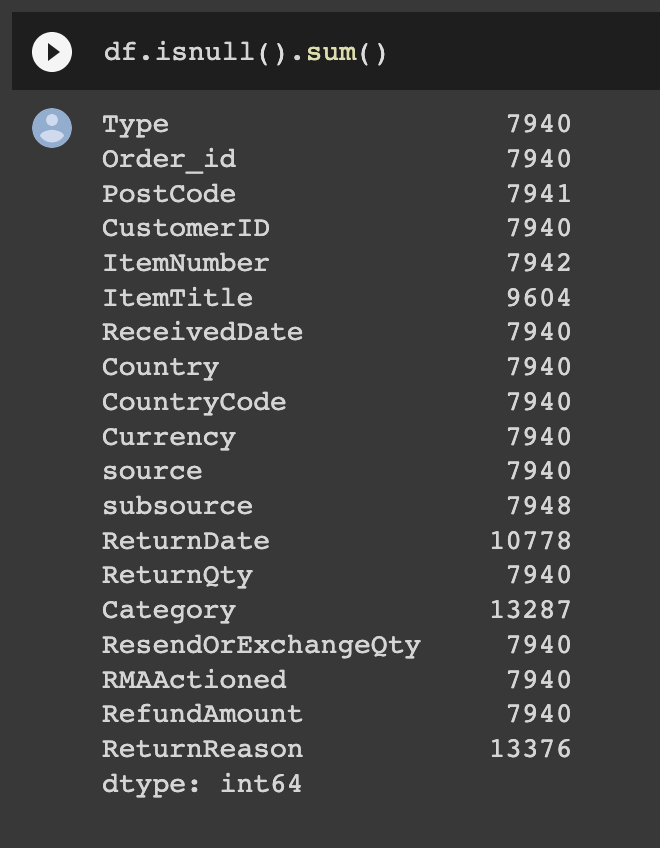 df.isnull().sum()
Type 7940
Order_id 7940
PostCode 7941
CustomerID 7940
ItemNumber 7942
ItemTitle 9604
ReceivedDate 7940
Country 7940
CountryCode 7940
Currency 7940
source 7940
subsource 7948
ReturnDate 10778
ReturnQty 7940
Category 13287
ResendOrExchangeQty 7940
RMAActioned 7940
RefundAmount 7940
ReturnReason 13376
dtype: int64